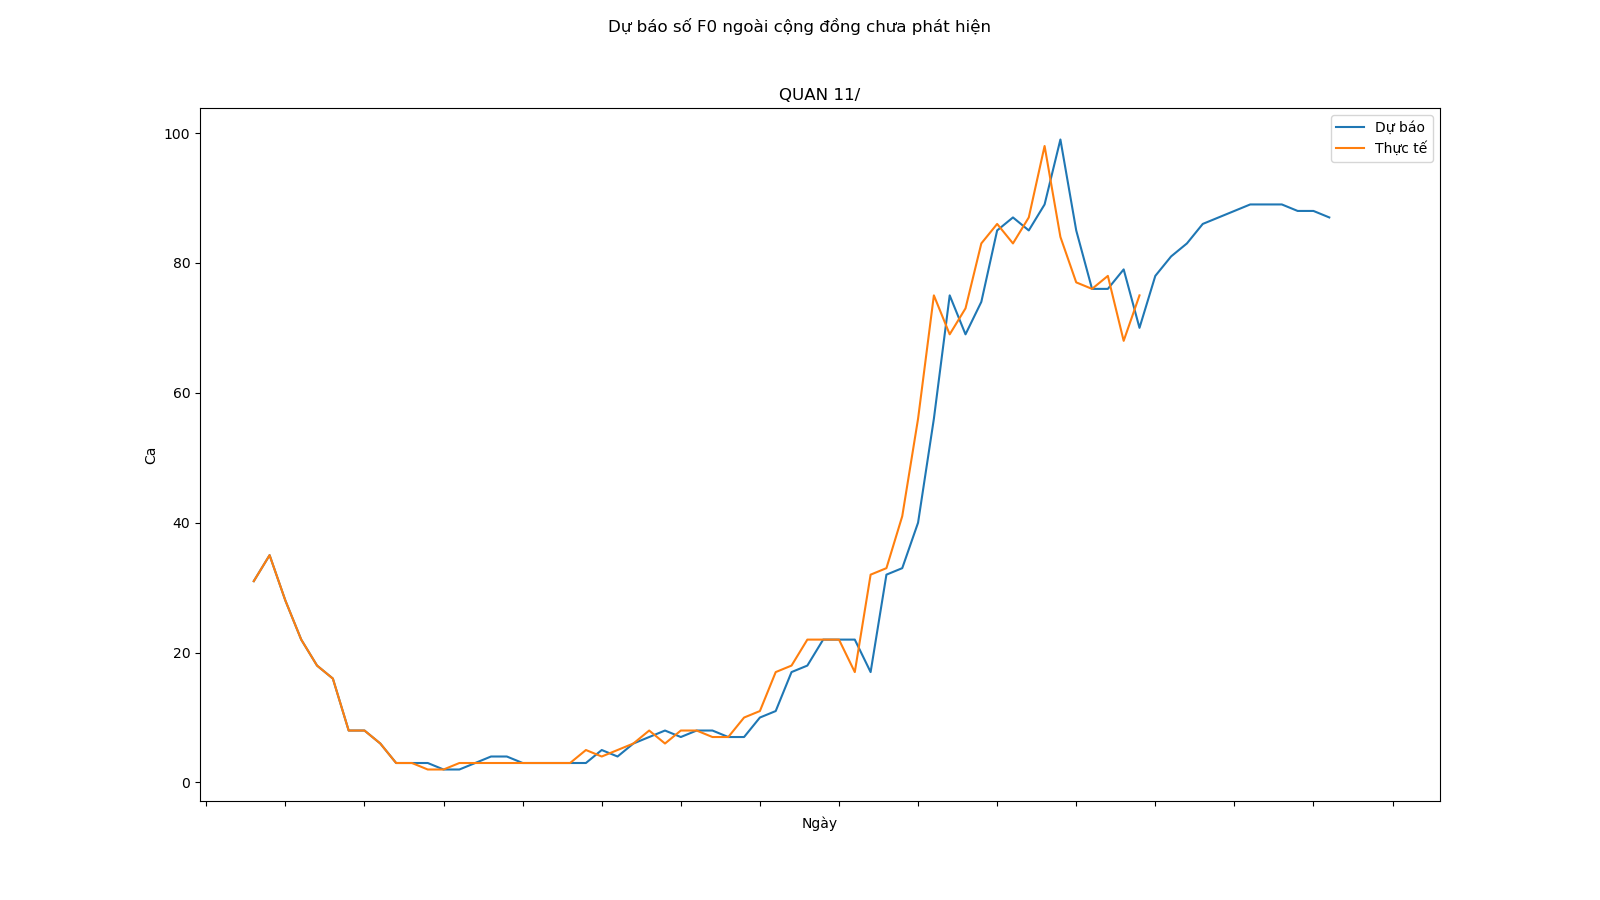 Dự báo số F0 ngoài cộng đồng chưa phát hiện
QUAN 11/
Dự báo
Thực tế
100
80
60
40
20
0
Ca
Ngày